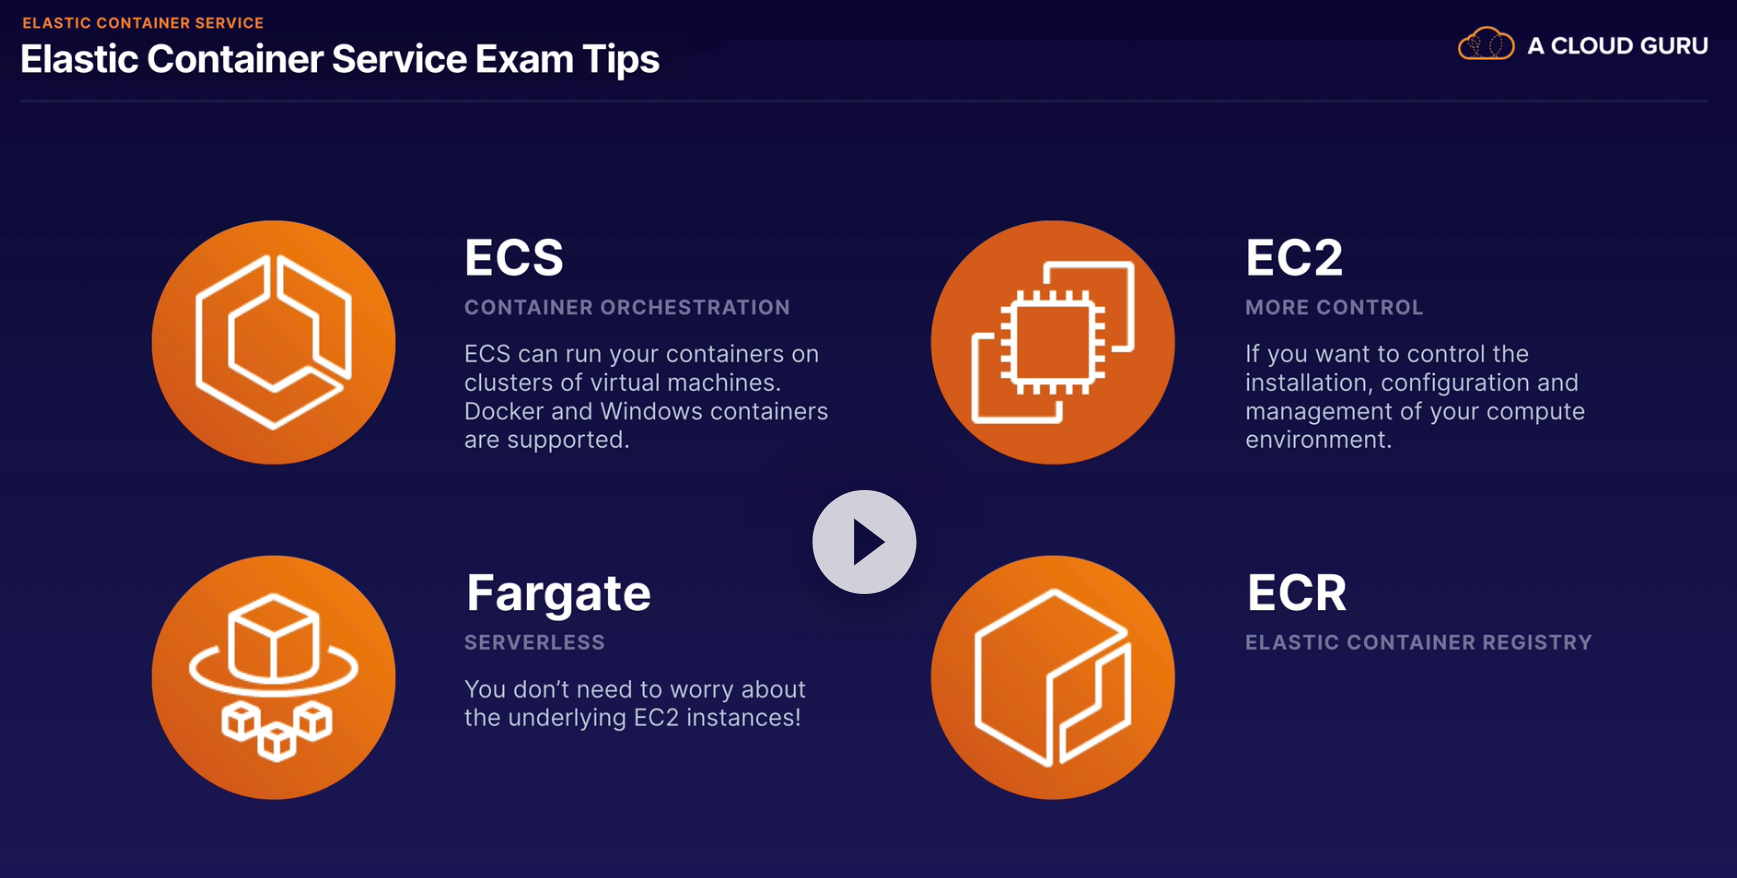 ELASTIC CONTAINER SERVICE
Elastic Container Service Exam Tips
A CLOUD GURU
ECS
CONTAINER ORCHESTRATION
ECS can run your containers on
clusters of virtual machines.
Docker and Windows containers
are supported.
EC2
MORE CONTROL
If you want to control the
installation, configuration and
management of your compute
environment.
Fargate
SERVERLESS
You don’t need to worry about
the underlying EC2 instances!
ECR
ELASTIC CONTAINER REGISTRY